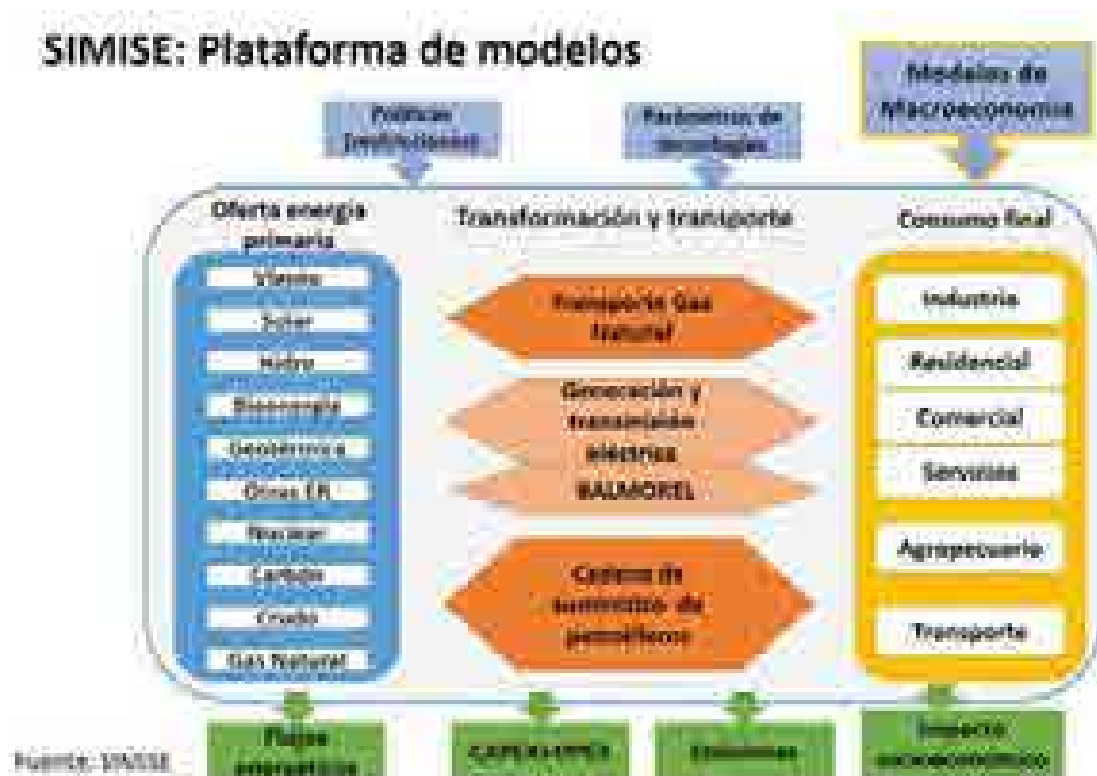 SIMISE: Plataforma de modelos
Modelos de
Macroeconomía
Políticas
(restricciones)
Parámetros de
tecnologías
Oferta energía
primaria
Transformación y transporte
Consumo final
Viento
Solar
Hidro
Bioenergía
Geotérmica
Otras ER
Nuclear
Carbón
Crudo
Gas Natural
Transporte Gas
Natural
Generación y
transmisión
eléctrica
BALMOREL
Cadena de
suministro de
Industria
Residencial
Comercial
Servicios
Agropecuario
Transporte
Flujos
energéticos
CAPEX
Emisiones
Impacto
socioeconómico
Fuente: